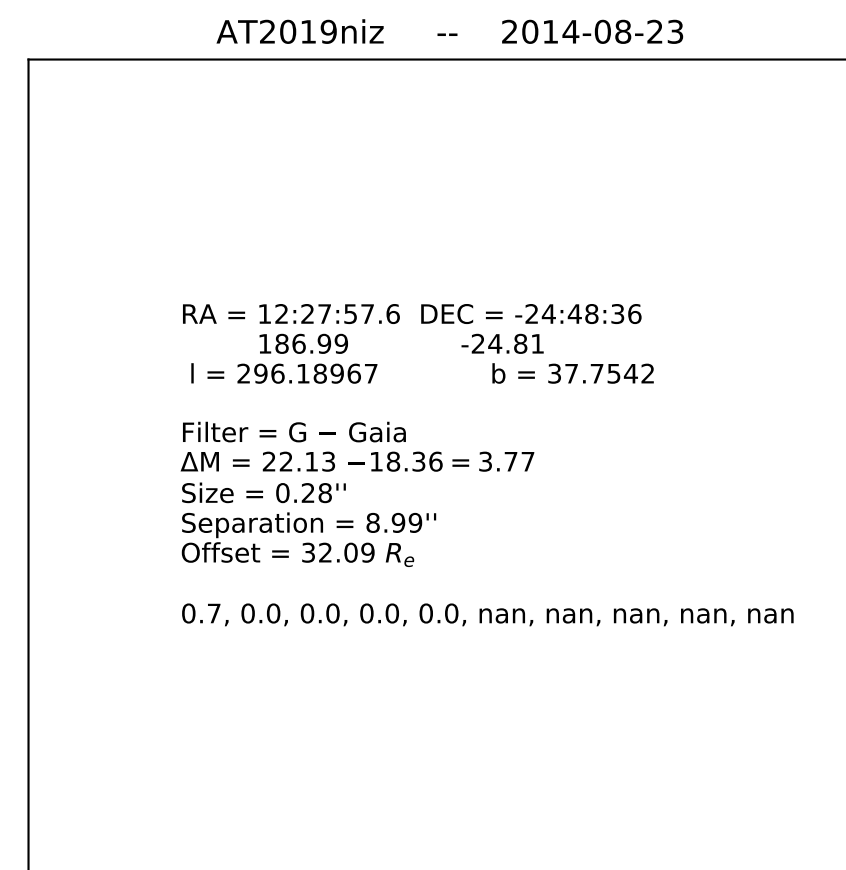 AT2019niz -- 2014-08-23
RA = 12:27:57.6 DEC = -24:48:36
186.99 -24.81
l = 296.18967 b = 37.7542
Filter = G − Gaia
ΔM = 22.13 −18.36 = 3.77
Size = 0.28''
Separation = 8.99''
Offset = 32.09 Re
0.7, 0.0, 0.0, 0.0, 0.0, nan, nan, nan, nan, nan